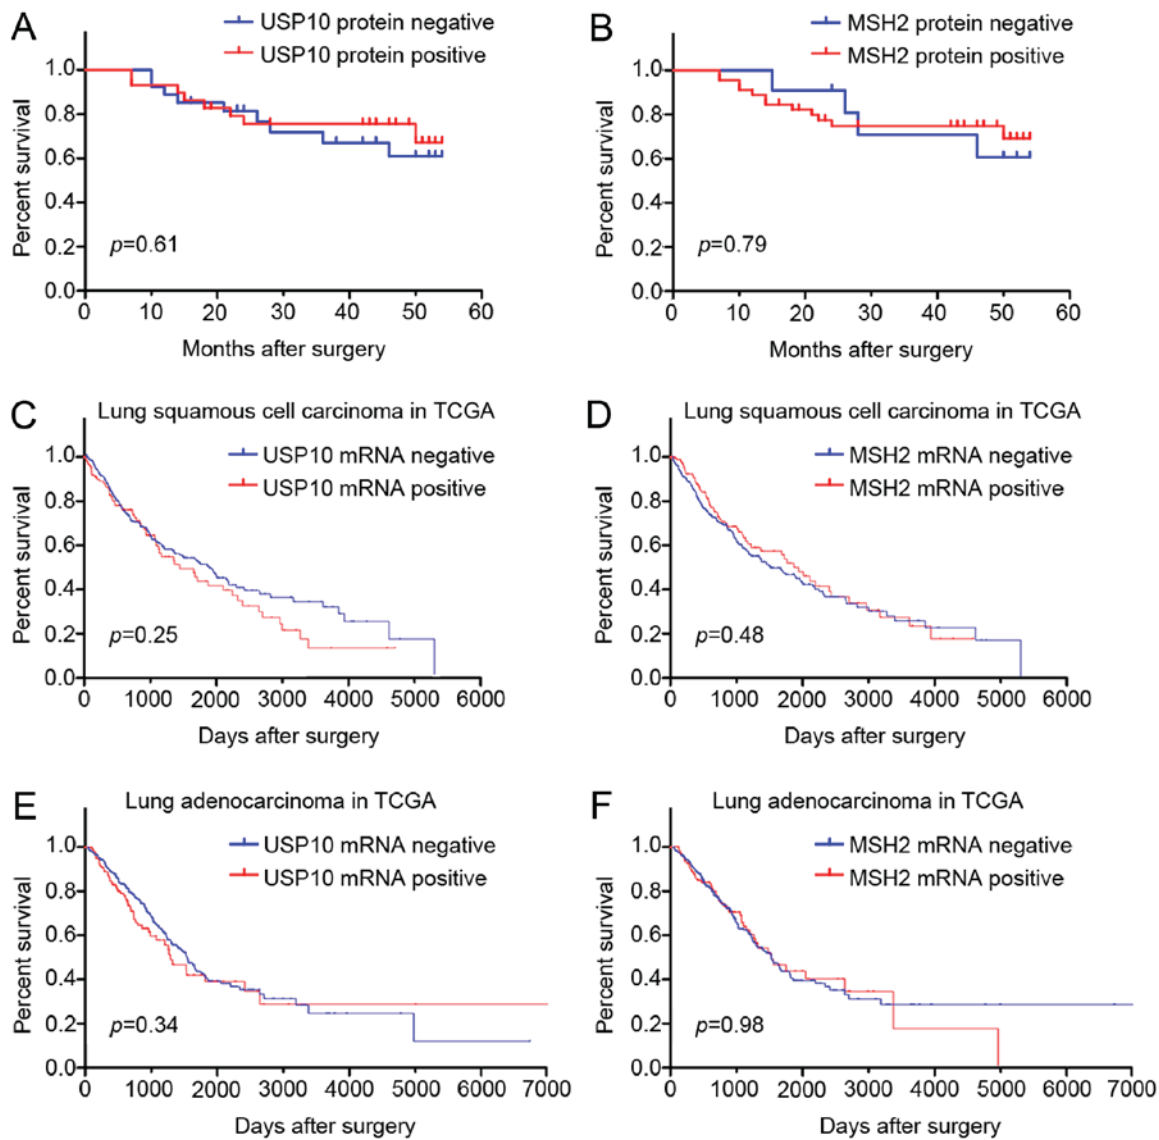 A
USP10 protein negative
USP10 protein positive
Percent survival
1.0
0.8
0.6
0.4
0.2
0.0
p=0.61
0 10 20 30 40 50 60
Months after surgery
B
MSH2 protein negative
MSH2 protein positive
Percent survival
1.0
0.8
0.6
0.4
0.2
0.0
p=0.79
0 10 20 30 40 50 60
Months after surgery
C
Lung squamous cell carcinoma in TCGA
USP10 mRNA negative
USP10 mRNA positive
Percent survival
1.0
0.8
0.6
0.4
0.2
0.0
p=0.25
0 1000 2000 3000 4000 5000 6000
Days after surgery
D
Lung squamous cell carcinoma in TCGA
MSH2 mRNA negative
MSH2 mRNA positive
Percent survival
1.0
0.8
0.6
0.4
0.2
0.0
p=0.48
0 1000 2000 3000 4000 5000 6000
Days after surgery
E
Lung adenocarcinoma in TCGA
USP10 mRNA negative
USP10 mRNA positive
Percent survival
1.0
0.8
0.6
0.4
0.2
0.0
p=0.34
0 1000 2000 3000 4000 5000 6000 7000
Days after surgery
F
Lung adenocarcinoma in TCGA
MSH2 mRNA negative
MSH2 mRNA positive
Percent survival
1.0
0.8
0.6
0.4
0.2
0.0
p=0.98
0 1000 2000 3000 4000 5000 6000 7000
Days after surgery